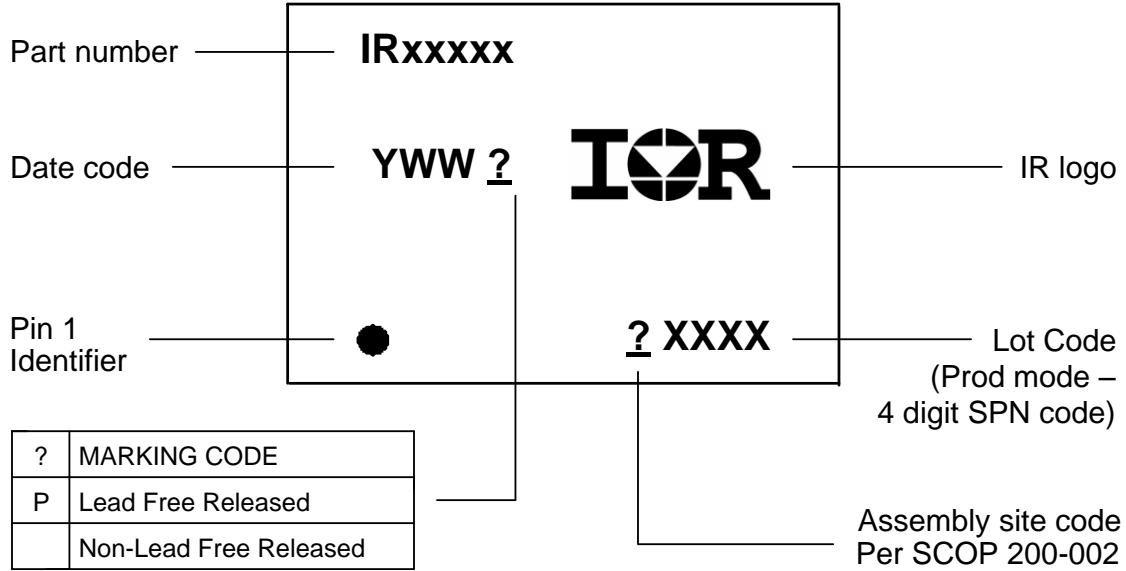 Part number
IRxxxxx
Date code
YWW ?
IOR
IR logo
Pin 1
Identifier
? XXXX
Lot Code
(Prod mode –
4 digit SPN code)
? MARKING CODE
P Lead Free Released
Non-Lead Free Released
Assembly site code
Per SCOP 200-002